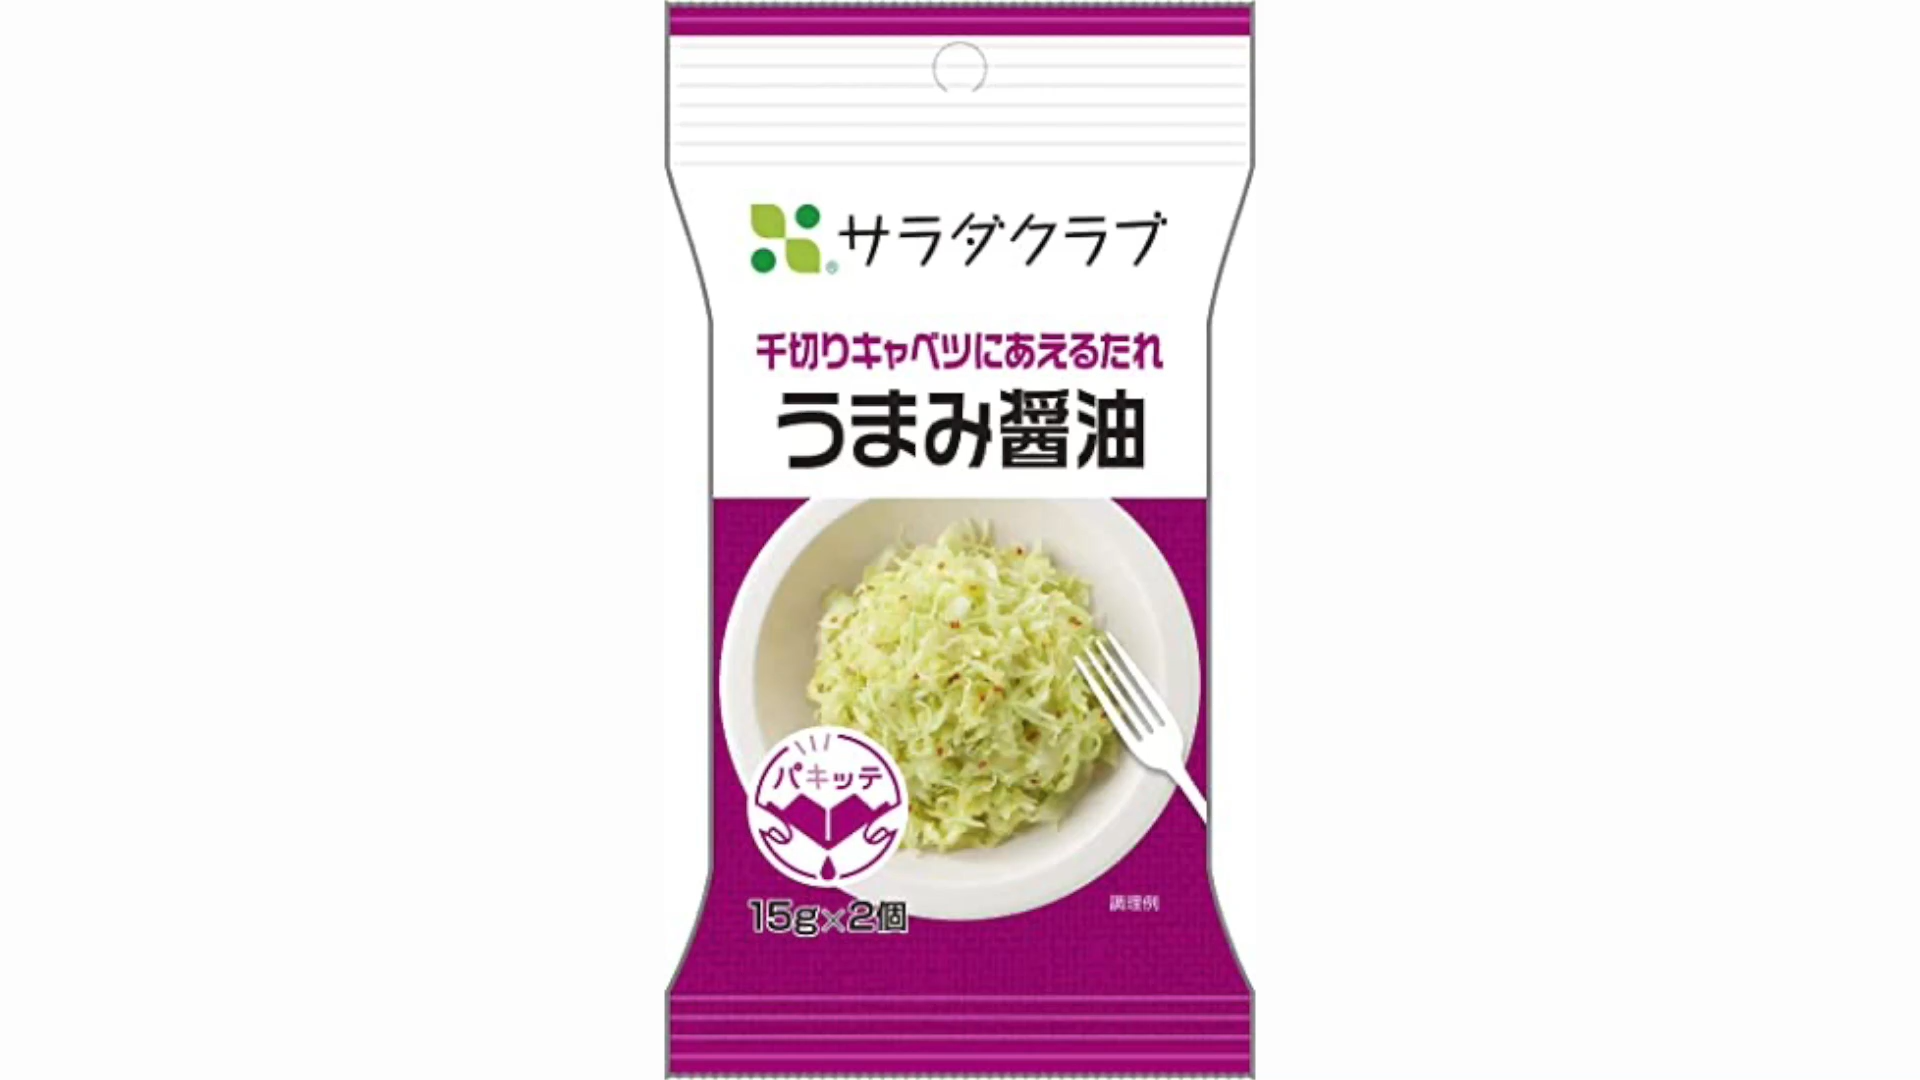 サラダクラブ
千切りキャベツにあえるたれ
うまみ醤油
パキッテ
15g×2個
調理例